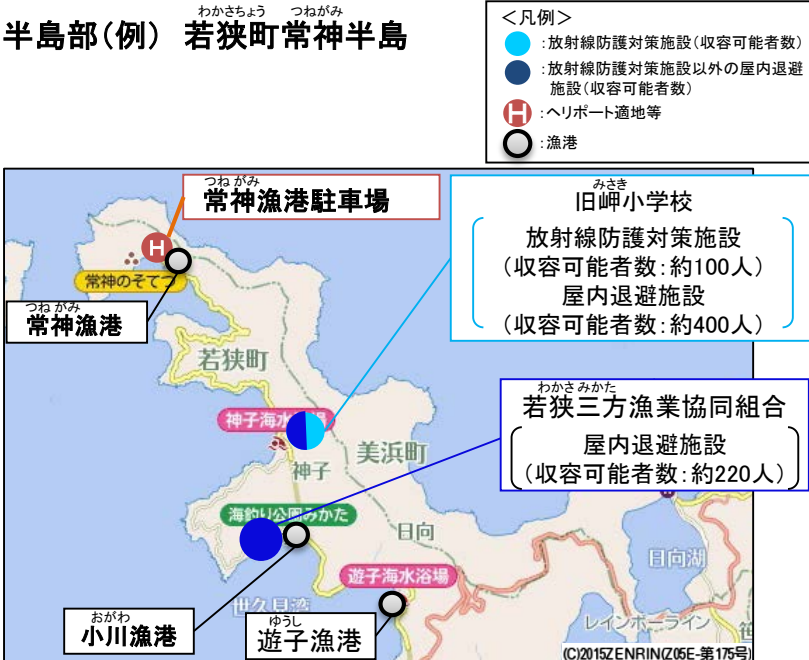 わかさちょう つねがみ
半島部(例) 若狭町常神半島
<凡例>
:放射線防護対策施設(収容可能者数)
:放射線防護対策施設以外の屋内退避
施設(収容可能者数)
H :ヘリポート適地等
:漁港
つねがみ
常神漁港駐車場
みさき
旧岬小学校
放射線防護対策施設
(収容可能者数:約100人)
屋内退避施設
(収容可能者数:約400人)
H
常神のそてつ
つねがみ
常神漁港
若狭町
わかさみかた
若狭三方漁業協同組合
屋内退避施設
(収容可能者数:約220人)
神子海水浴場
美浜町
神子
海釣り公園みかた
日向
日向湖
遊子海水浴場
世久見湾
おがわ
小川漁港
ゆうし
遊子漁港
レインボーライン
笹
(C)2015ZENRIN(Z05E-第175号)